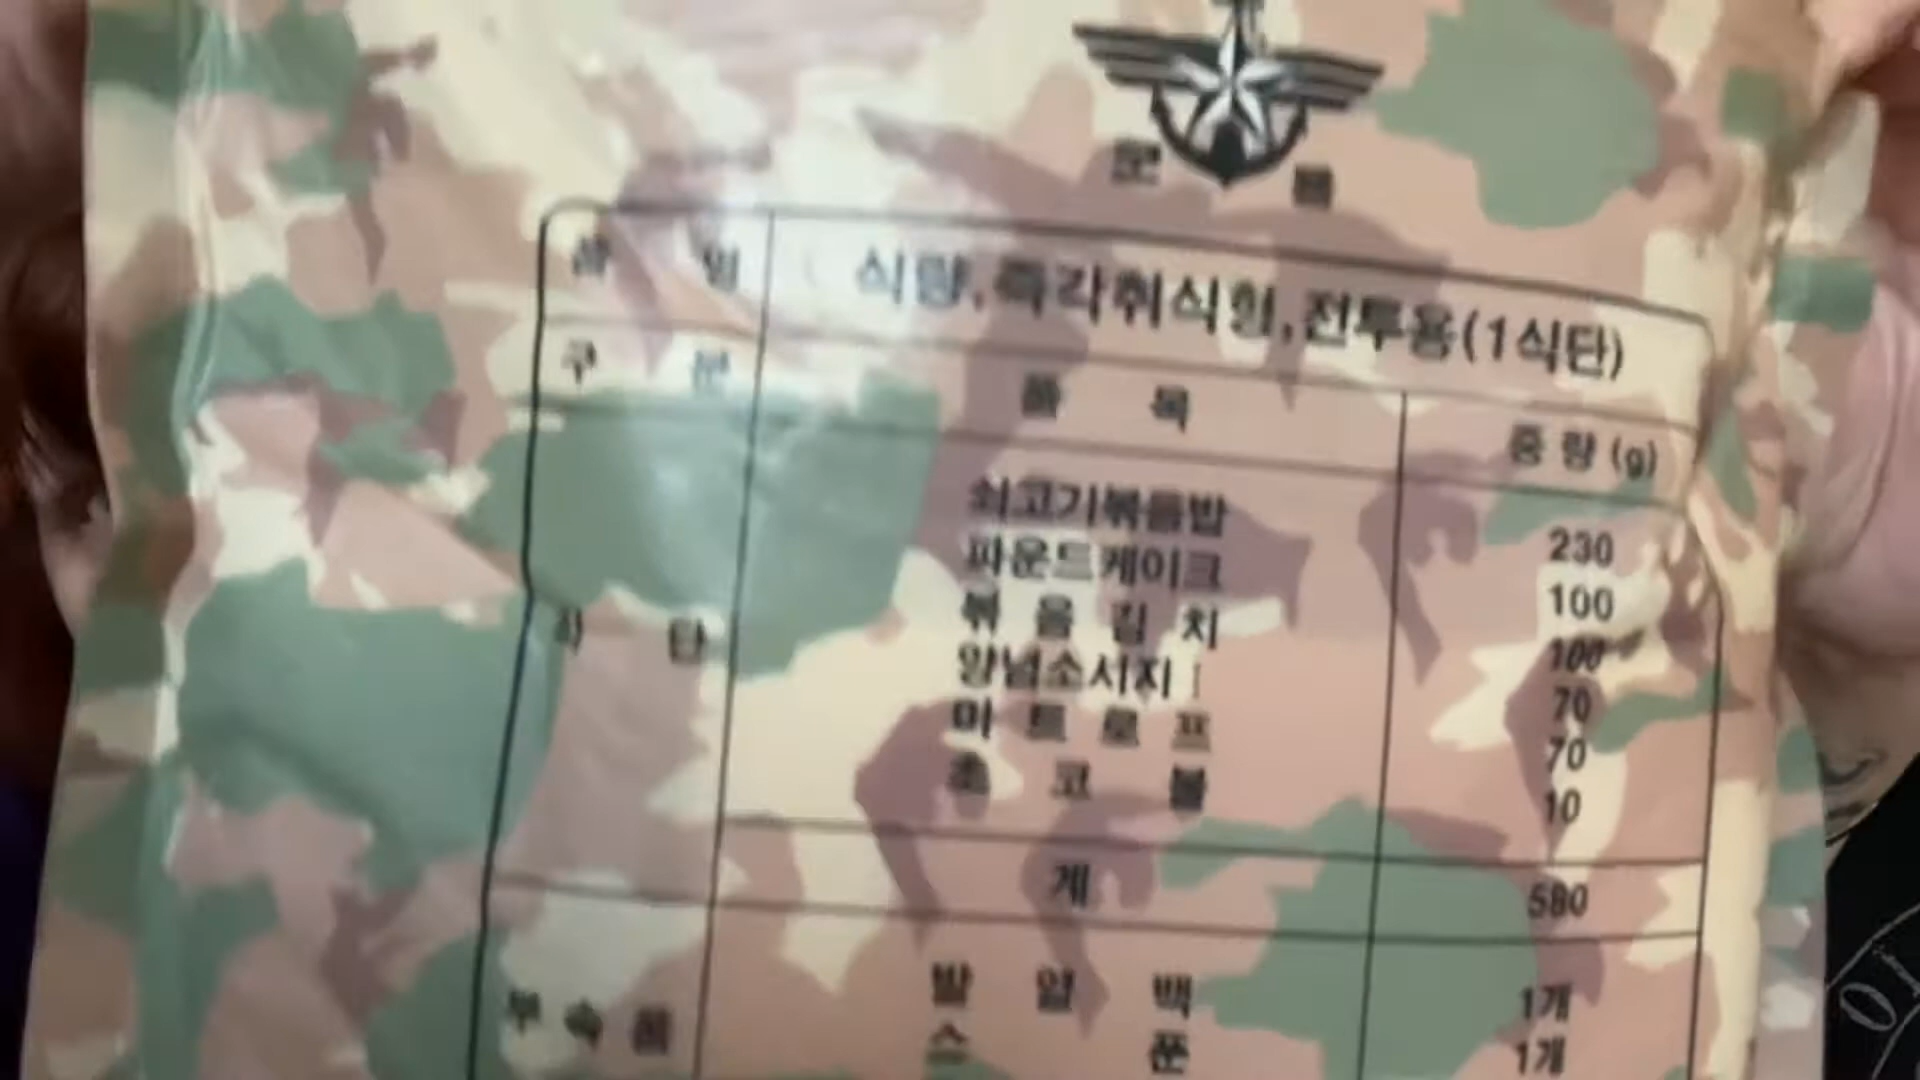 군 품
품 명 식량,즉각취식형,전투용(1식단)
구 분 품 목 중 량 (g)
쇠고기볶음밥 230
파운드케이크 100
볶 음 김 치 100
양념소시지 70
미 트 로 프 70
초 코 볼 10
식 단
계 580
부 속 품
발 열 백 1개
스 푼 1개